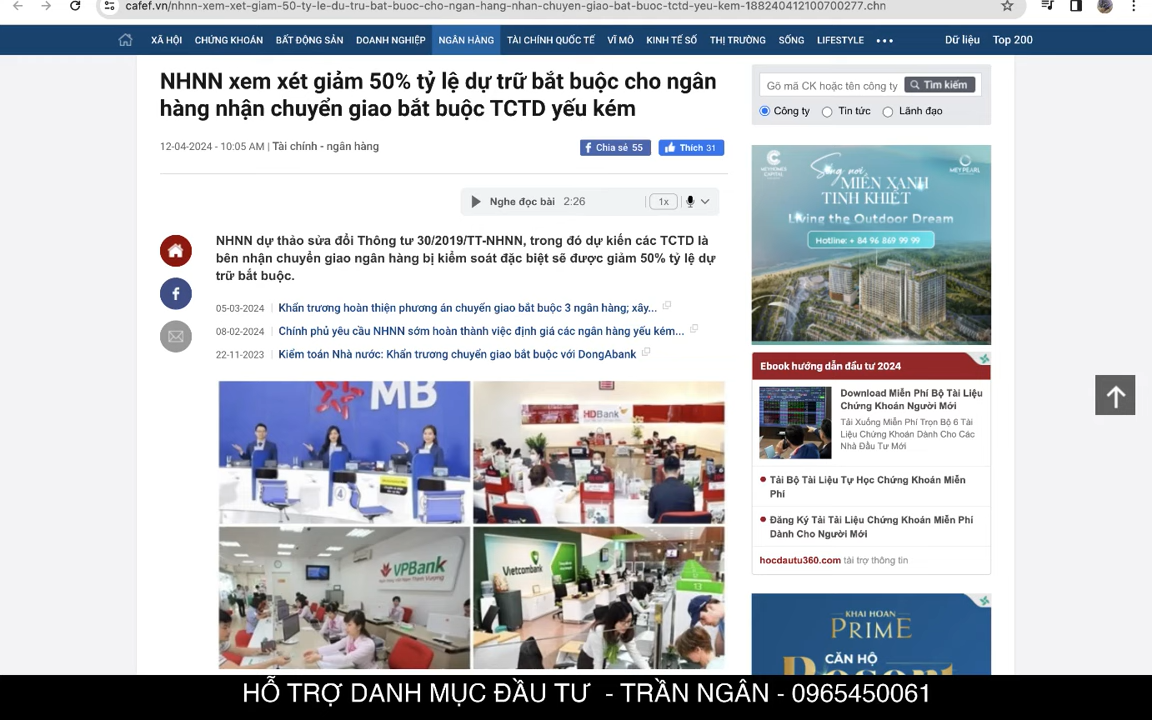 cafef.vn/nhnn-xem-xet-giam-50-ty-le-du-tru-bat-buoc-cho-ngan-hang-nhan-chuyen-giao-bat-buoc-tctd-yeu-kem-188240412100700277.chn
XÃ HỘI CHỨNG KHOÁN BẤT ĐỘNG SẢN DOANH NGHIỆP NGÂN HÀNG TÀI CHÍNH QUỐC TẾ VĨ MÔ KINH TẾ SỐ THỊ TRƯỜNG SỐNG LIFESTYLE ••• Dữ liệu Top 200
NHNN xem xét giảm 50% tỷ lệ dự trữ bắt buộc cho ngân
hàng nhận chuyển giao bắt buộc TCTD yếu kém
12-04-2024 - 10:05 AM | Tài chính - ngân hàng
Chia sẻ 55
Thích 31
Nghe đọc bài 2:26 1x
NHNN dự thảo sửa đổi Thông tư 30/2019/TT-NHNN, trong đó dự kiến các TCTD là
bên nhận chuyển giao ngân hàng bị kiểm soát đặc biệt sẽ được giảm 50% tỷ lệ dự
trữ bắt buộc.
05-03-2024 Khẩn trương hoàn thiện phương án chuyển giao bắt buộc 3 ngân hàng; xây...
08-02-2024 Chính phủ yêu cầu NHNN sớm hoàn thành việc định giá các ngân hàng yếu kém...
22-11-2023 Kiểm toán Nhà nước: Khẩn trương chuyển giao bắt buộc với DongAbank
MB
HDBank
VPBank
Vietcombank
Gõ mã CK hoặc tên công ty
Tìm kiếm
Công ty Tin tức Lãnh đạo
MEYHOMES
CAPITAL
MEYPEARL
Sống nơi
MIỀN XANH
TINH KHIẾT
Living the Outdoor Dream
Hotline: + 84 96 869 99 99
Ebook hướng dẫn đầu tư 2024
Download Miễn Phí Bộ Tài Liệu
Chứng Khoán Người Mới
Tải Xuống Miễn Phí Trọn Bộ 6 Tài
Liệu Chứng Khoán Dành Cho Các
Nhà Đầu Tư Mới
Tải Bộ Tài Liệu Tự Học Chứng Khoán Miễn
Phí
Đăng Ký Tải Tài Liệu Chứng Khoán Miễn Phí
Dành Cho Người Mới
hocdautu360.com tài trợ thông tin
KHAI HOAN
PRIME
CĂN HỘ
Resort
HỖ TRỢ DANH MỤC ĐẦU TƯ - TRẦN NGÂN - 0965450061